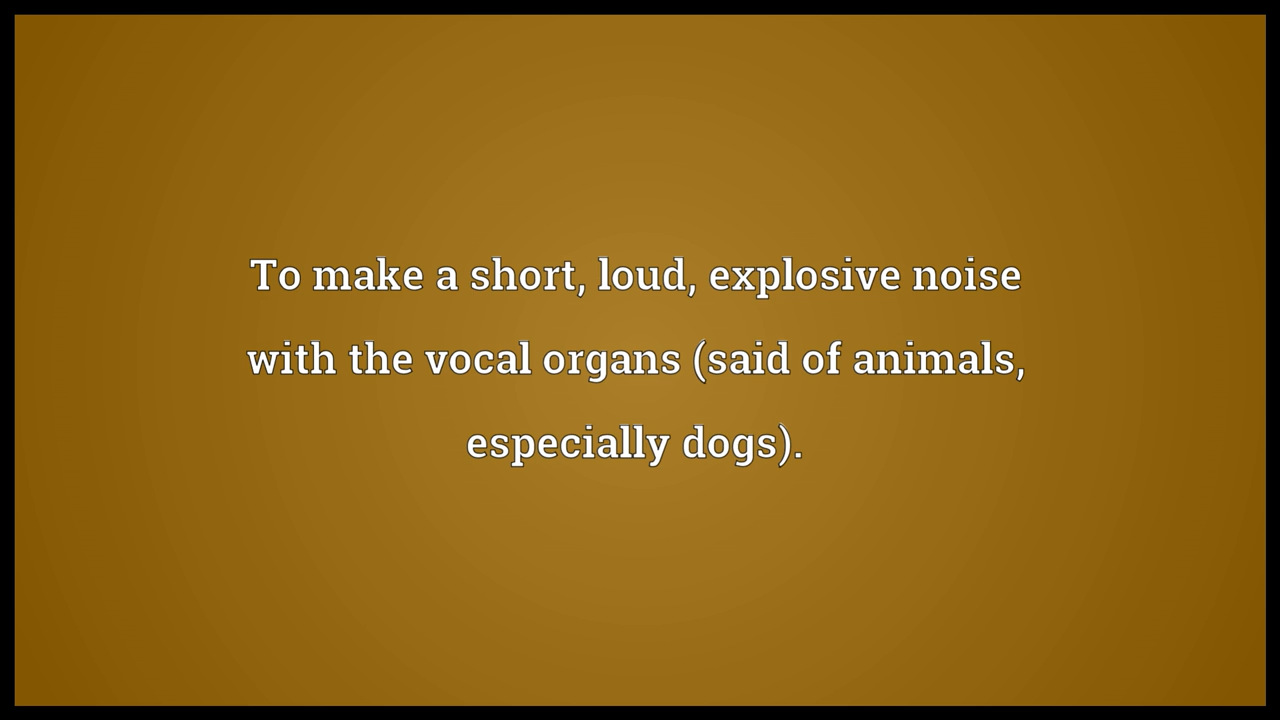 To make a short, loud, explosive noise
with the vocal organs (said of animals,
especially dogs).